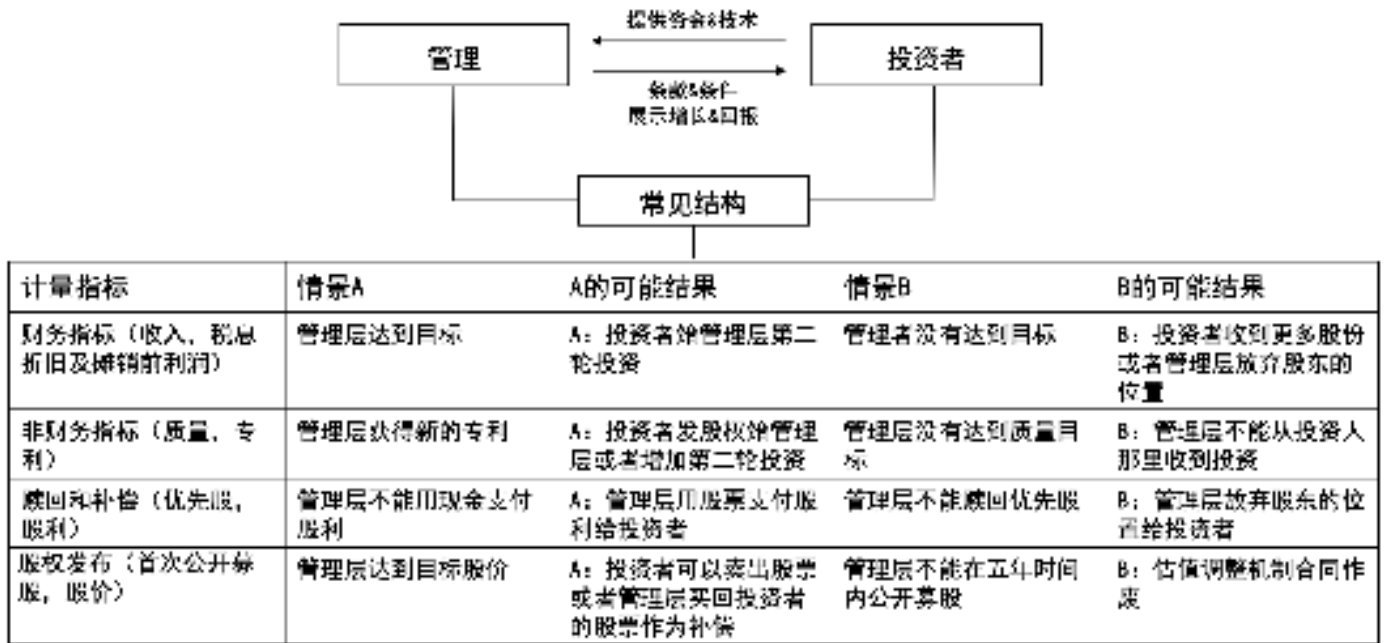 提供资金&技术
管理
投资者
条款&条件
展示增长&回报
常见结构
计量指标
情景A
A的可能结果
情景B
B的可能结果
财务指标（收入，税息
折旧及摊销前利润）
管理层达到目标
A：投资者给管理层第二
轮投资
管理者没有达到目标
B：投资者收到更多股份
或者管理层放弃股东的
位置
非财务指标（质量，专
利）
管理层获得新的专利
A：投资者发股权给管理
层或者增加第二轮投资
管理层没有达到质量目
标
B：管理层不能从投资人
那里收到投资
赎回和补偿（优先股，
股利）
管理层不能用现金支付
股利
A：管理层用股票支付股
利给投资者
管理层不能赎回优先股
B：管理层放弃股东的位
置给投资者
股权发布（首次公开募
股，股价）
管理层达到目标股价
A：投资者可以卖出股票
或者管理层买回投资者
的股票作为补偿
管理层不能在五年时间
内公开募股
B：估值调整机制合同作
废